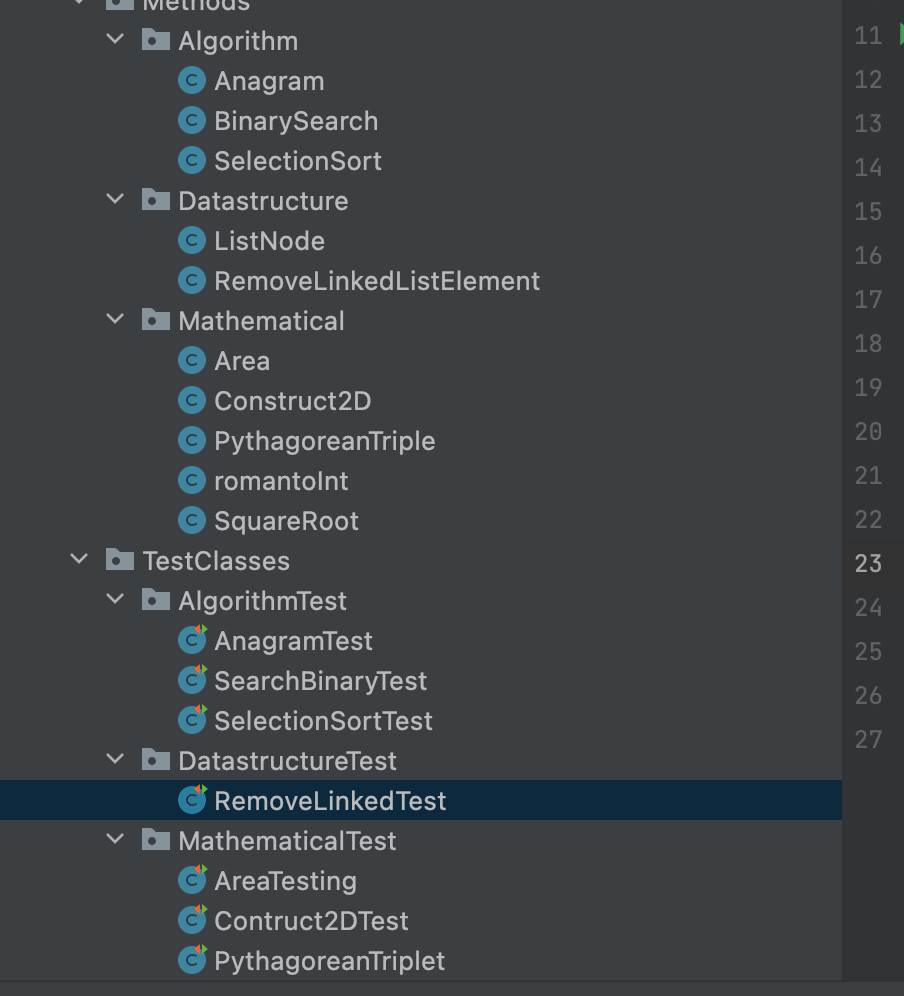 Methods
Algorithm
Anagram
BinarySearch
SelectionSort
Datastructure
ListNode
RemoveLinkedListElement
Mathematical
Area
Construct2D
PythagoreanTriple
romantoInt
SquareRoot
TestClasses
AlgorithmTest
AnagramTest
SearchBinaryTest
SelectionSortTest
DatastructureTest
RemoveLinkedTest
MathematicalTest
AreaTesting
Contruct2DTest
PythagoreanTriplet
11
12
13
14
15
16
17
18
19
20
21
22
23
24
25
26
27